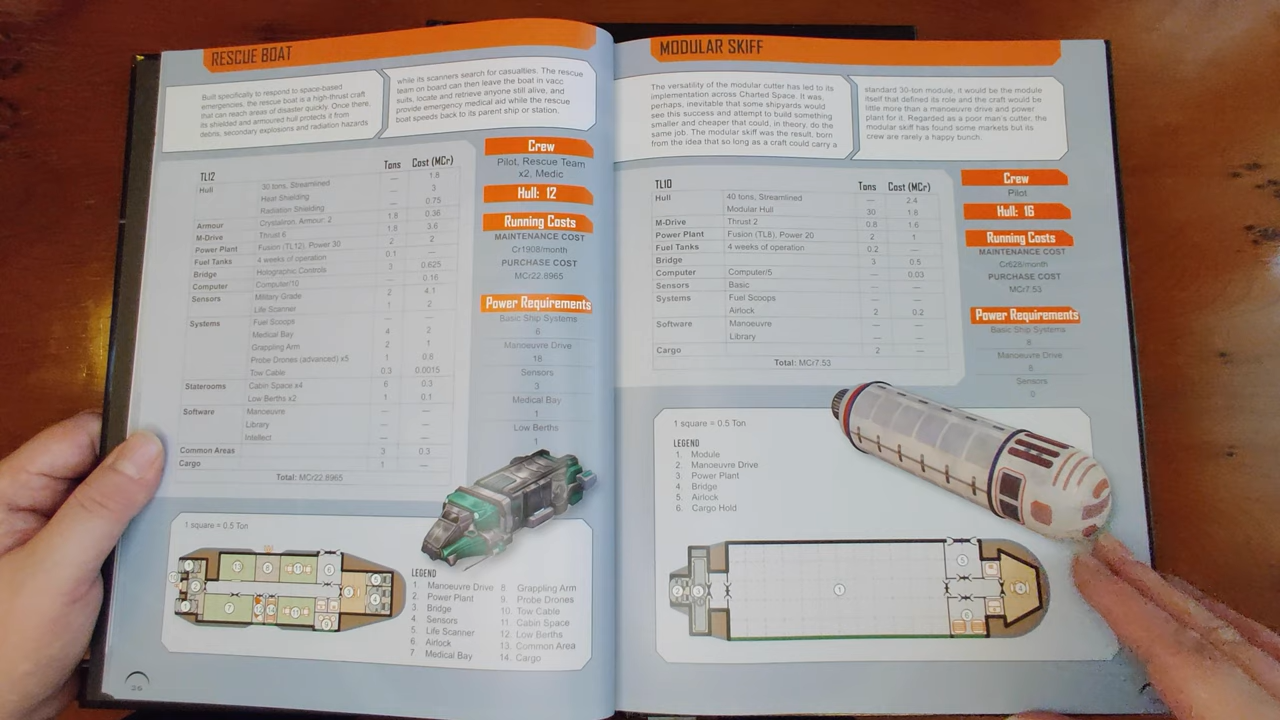 RESCUE BOAT
Built specifically to respond to space-based
emergencies, the rescue boat is a high-thrust craft
that can reach areas of disaster quickly. Once there,
its shielded and armoured hull protects it from
debris, secondary explosions and radiation hazards
while its scanners search for casualties. The rescue
team on board can then leave the boat in vacc
suits, locate and retrieve anyone still alive, and
provide emergency medical aid while the rescue
boat speeds back to its parent ship or station.
TL12 Tons Cost (MCr)
Hull 30 tons, Streamlined — 1.8
Heat Shielding — 3
Radiation Shielding — 0.75
Armour Crystaliron, Armour: 2 1.8 0.36
M-Drive Thrust 6 1.8 3.6
Power Plant Fusion (TL12), Power 30 2 2
Fuel Tanks 4 weeks of operation 0.1 —
Bridge Holographic Controls 3 0.625
Computer Computer/10 — 0.16
Sensors Military Grade 2 4.1
Life Scanner 1 2
Systems Fuel Scoops — —
Medical Bay 4 2
Grappling Arm 2 1
Probe Drones (advanced) x5 1 0.8
Tow Cable 0.3 0.0015
Staterooms Cabin Space x4 6 0.3
Low Berths x2 1 0.1
Software Manoeuvre — —
Library — —
Intellect — —
Common Areas 3 0.3
Cargo 1 —
Total: MCr22.8965
Crew
Pilot, Rescue Team
x2, Medic
Hull: 12
Running Costs
MAINTENANCE COST
Cr1908/month
PURCHASE COST
MCr22.8965
Power Requirements
Basic Ship Systems
6
Manoeuvre Drive
18
Sensors
3
Medical Bay
1
Low Berths
1
1 square = 0.5 Ton
LEGEND
1. Manoeuvre Drive
2. Power Plant
3. Bridge
4. Sensors
5. Life Scanner
6. Airlock
7. Medical Bay
8. Grappling Arm
9. Probe Drones
10. Tow Cable
11. Cabin Space
12. Low Berths
13. Common Area
14. Cargo
26
MODULAR SKIFF
The versatility of the modular cutter has led to its
implementation across Charted Space. It was,
perhaps, inevitable that some shipyards would
see this success and attempt to build something
smaller and cheaper that could, in theory, do the
same job. The modular skiff was the result, born
from the idea that so long as a craft could carry a
standard 30-ton module, it would be the module
itself that defined its role and the craft would be
little more than a manoeuvre drive and power
plant for it. Regarded as a poor man's cutter, the
modular skiff has found some markets but its
crew are rarely a happy bunch.
TL10 Tons Cost (MCr)
Hull 40 tons, Streamlined — 2.4
Modular Hull 30 1.8
M-Drive Thrust 2 0.8 1.6
Power Plant Fusion (TL8), Power 20 2 1
Fuel Tanks 4 weeks of operation 0.2 —
Bridge 3 0.5
Computer Computer/5 — 0.03
Sensors Basic — —
Systems Fuel Scoops — —
Airlock 2 0.2
Software Manoeuvre — —
Library — —
Cargo 2 —
Total: MCr7.53
Crew
Pilot
Hull: 16
Running Costs
MAINTENANCE COST
Cr628/month
PURCHASE COST
MCr7.53
Power Requirements
Basic Ship Systems
8
Manoeuvre Drive
8
Sensors
0
1 square = 0.5 Ton
LEGEND
1. Module
2. Manoeuvre Drive
3. Power Plant
4. Bridge
5. Airlock
6. Cargo Hold